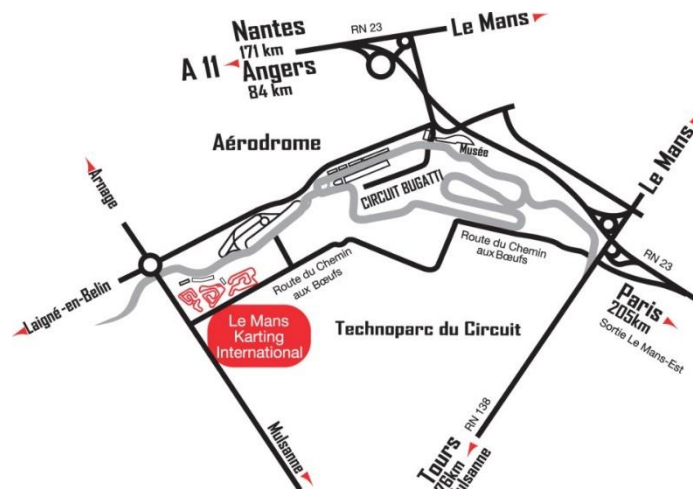 Nantes
171 km
RN 23
Le Mans
A 11
Angers
84 km
Aérodrome
Musée
Le Mans
Arnage
CIRCUIT BUGATTI
Route du Chemin
aux Bœufs
RN 23
Route du Chemin
aux Bœufs
Laigné-en-Belin
Paris
205km
Sortie Le Mans-Est
Le Mans
Karting
International
Technoparc du Circuit
RN 138
Mulsanne
Tours
76km